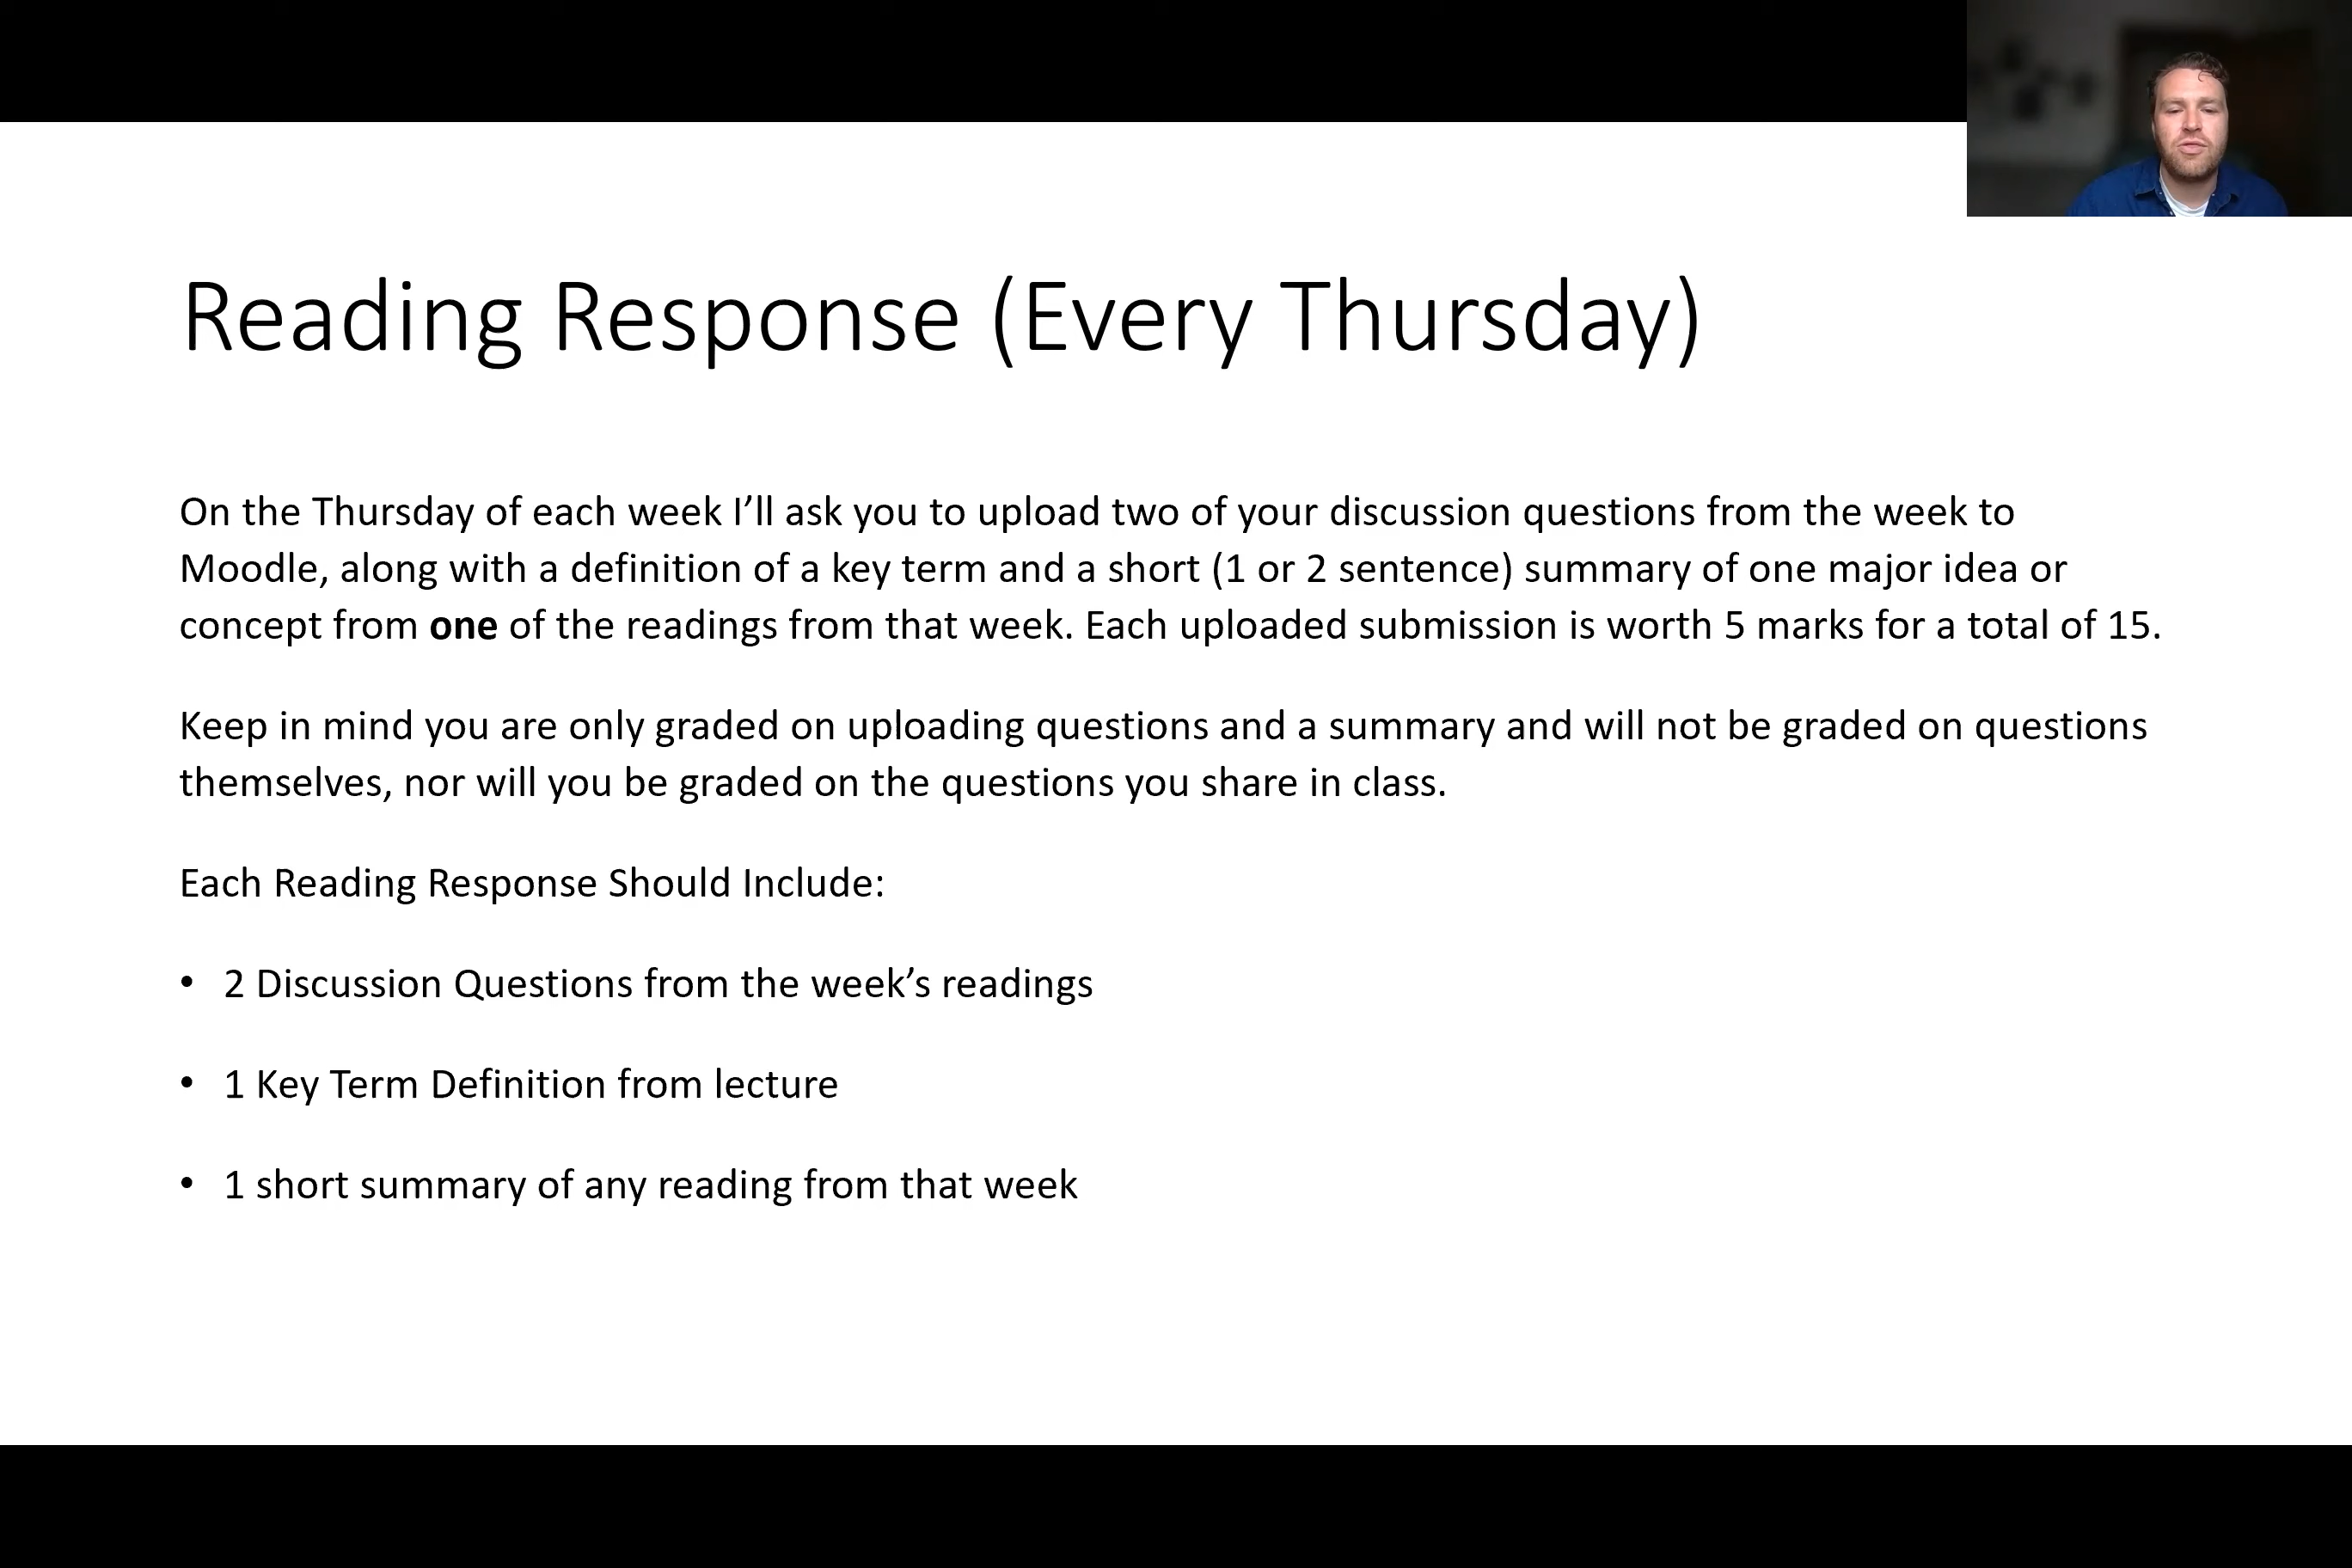 Reading Response (Every Thursday)
On the Thursday of each week I’ll ask you to upload two of your discussion questions from the week to
Moodle, along with a definition of a key term and a short (1 or 2 sentence) summary of one major idea or
concept from one of the readings from that week. Each uploaded submission is worth 5 marks for a total of 15.
Keep in mind you are only graded on uploading questions and a summary and will not be graded on questions
themselves, nor will you be graded on the questions you share in class.
Each Reading Response Should Include:
• 2 Discussion Questions from the week’s readings
• 1 Key Term Definition from lecture
• 1 short summary of any reading from that week